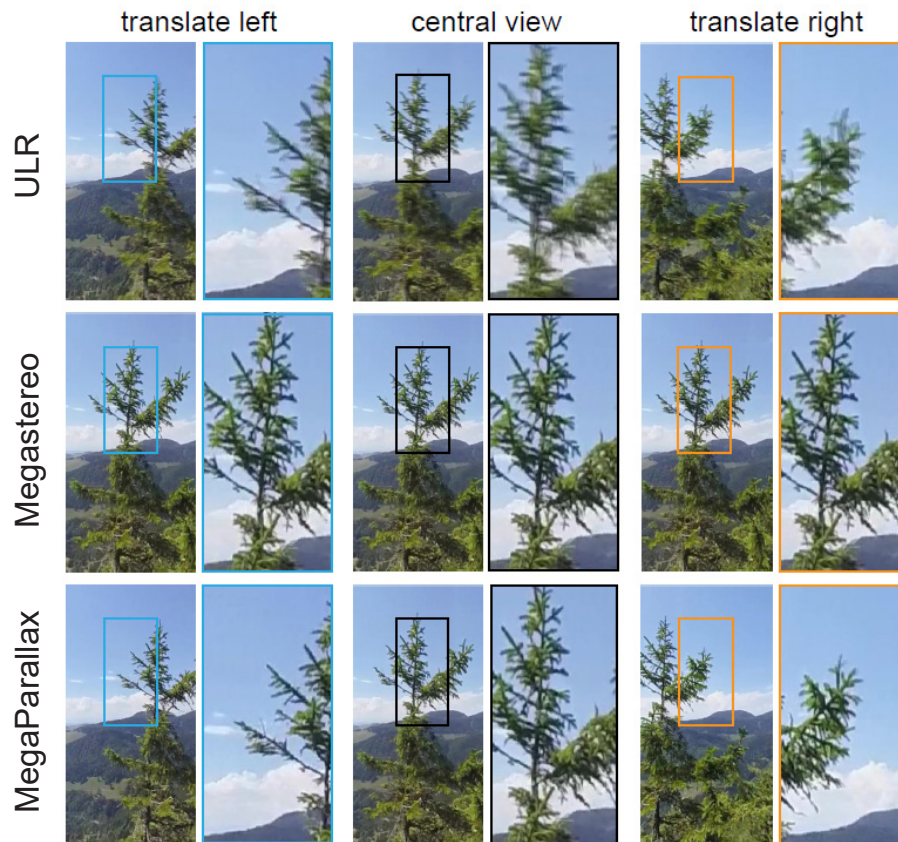 translate left
central view
translate right
ULR
Megastereo
MegaParallax